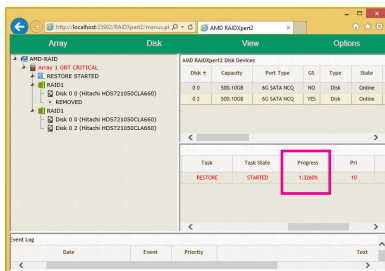 http://localhost:25902/RAIDXpert2/menus.pl
AMD RAIDXpert2
Array Disk View Options
AMD-RAID
Array 1 GBT CRITICAL
RESTORE STARTED
RAID1
Disk 0 0 (Hitachi HDS721050CLA660)
REMOVED
RAID1
Disk 0 0 (Hitachi HDS721050CLA660)
Disk 0 2 (Hitachi HDS721050CLA660)
AMD RAIDXpert2 Disk Devices
Disk Capacity Port Type GS Type State
0 0 500.10GB 6G SATA NCQ NO Disk Online
0 2 500.10GB 6G SATA NCQ YES Disk Online
Task Task State Progress Pri
RESTORE STARTED 1.3260% 10
Event Log
Date Event Priority Text